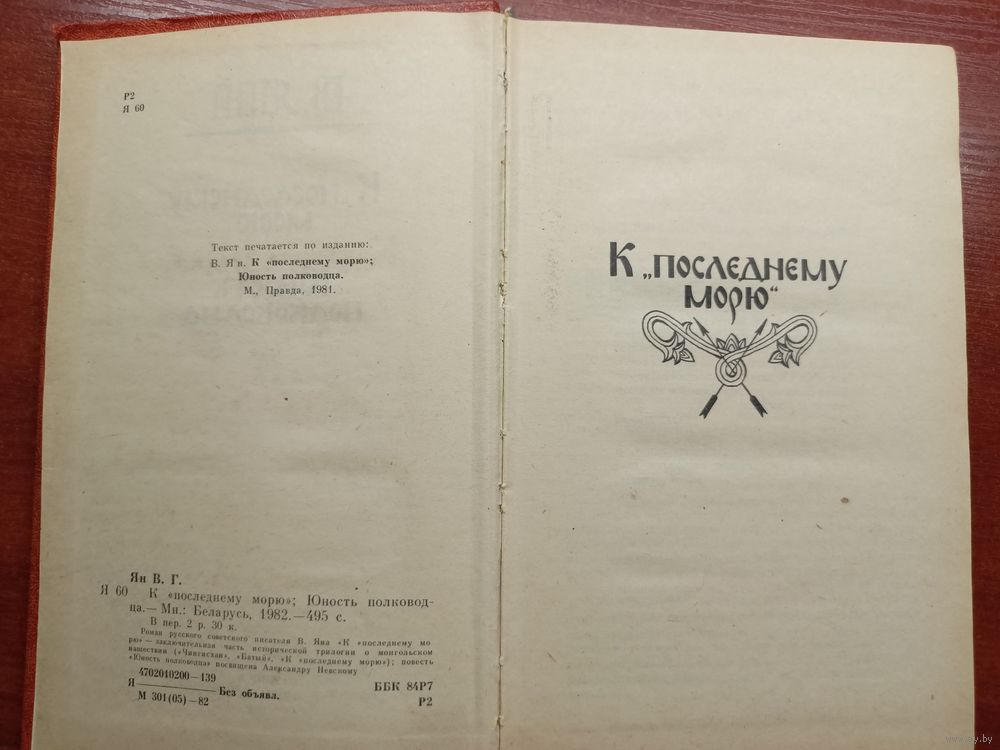 Р2
Я 60
Текст печатается по изданию:
В. Ян. К «последнему морю»;
Юность полководца.
М., Правда, 1981.
Ян В. Г.
Я 60 К «последнему морю»; Юность полковод-
ца.— Мн.: Беларусь, 1982.—495 с.
В пер. 2 р. 30 к.
Роман русского советского писателя В. Яна «К «последнему мо
рю» — заключительная часть исторической трилогии о монгольском
нашествии («Чингисхан», «Батый», «К «последнему морю»); повесть
«Юность полководца» посвящена Александру Невскому
4702010200—139
Я ———— Без объявл.
М 301(05)—82
ББК 84Р7
Р2
К „последнему
морю“